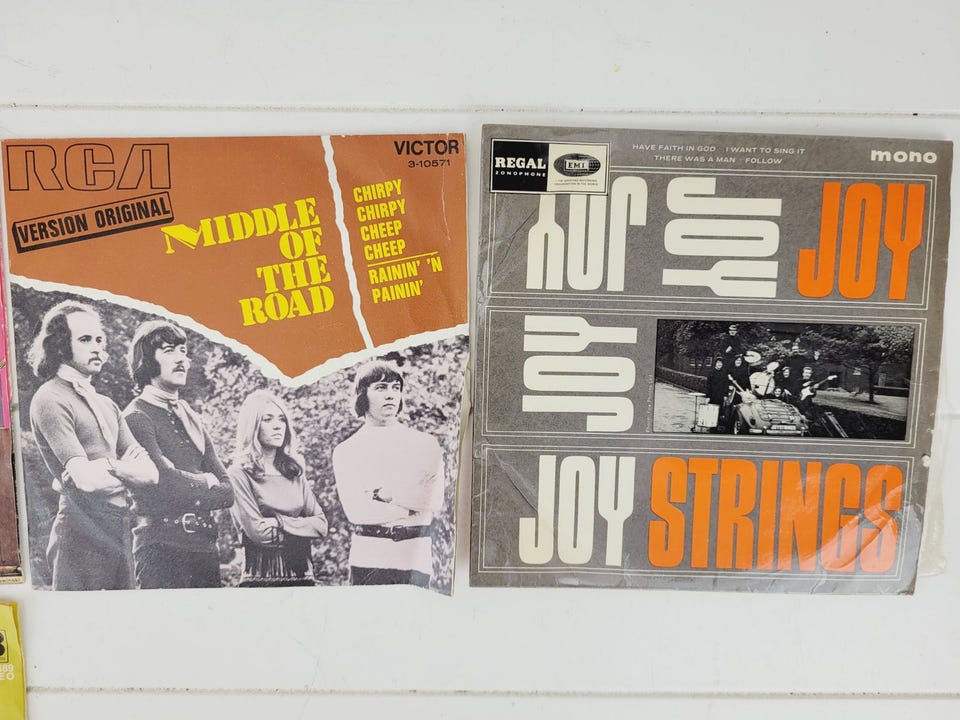 RCA
VICTOR
3-10571
VERSION ORIGINAL
MIDDLE
OF
THE
ROAD
CHIRPY
CHIRPY
CHEEP
CHEEP
RAININ' 'N
PAININ'
REGAL
ZONOPHONE
EMI
HAVE FAITH IN GOD I WANT TO SING IT
THERE WAS A MAN FOLLOW
mono
JOY JOY JOY
JOY
JOY STRINGS